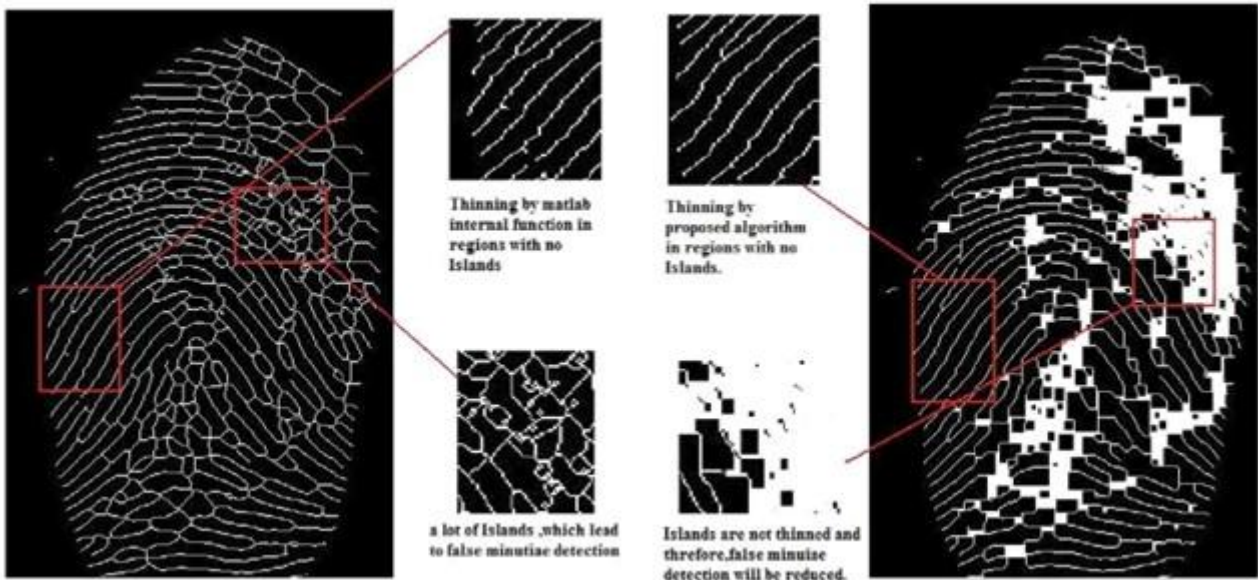 Thinning by matlab
internal function in
regions with no
Islands
Thinning by
proposed algorithm
in regions with no
Islands.
a lot of Islands ,which lead
to false minutiae detection
Islands are not thinned and
threfore,false minuiae
detection will be reduced.